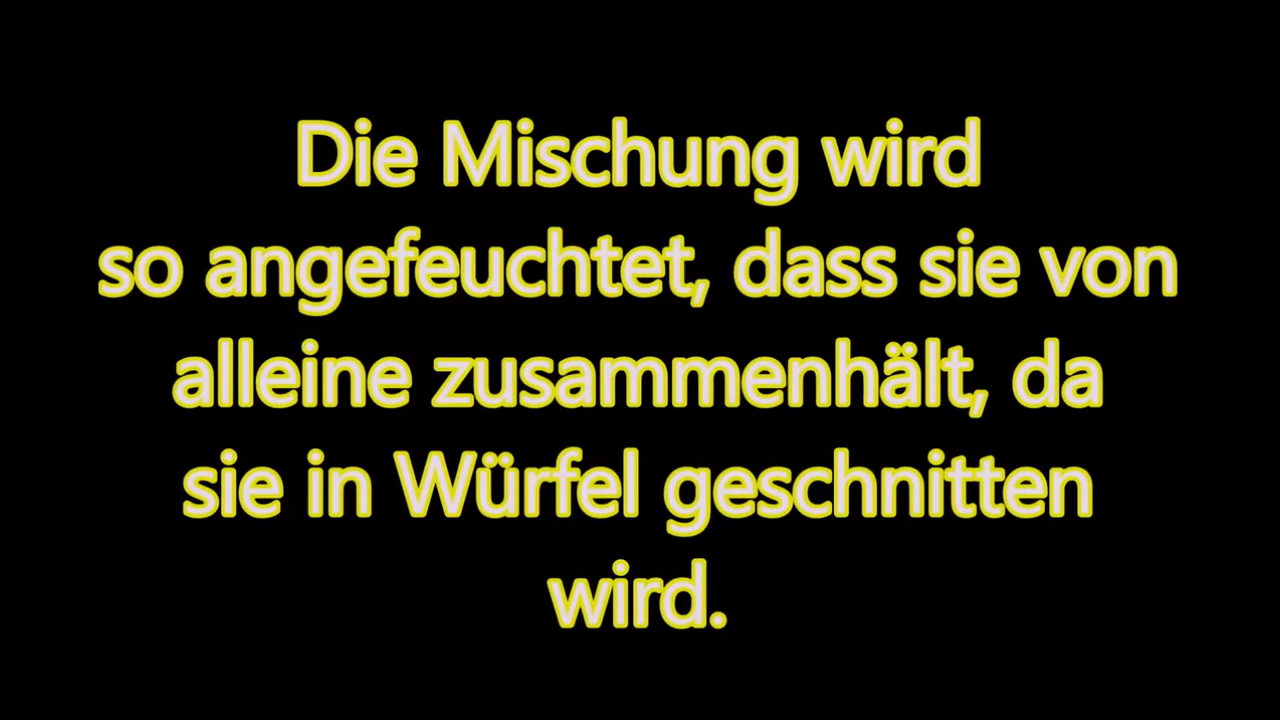 Die Mischung wird
so angefeuchtet, dass sie von
alleine zusammenhält, da
sie in Würfel geschnitten
wird.